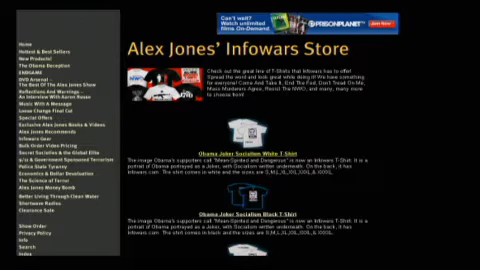 Can't wait?
Watch unlimited
films On-Demand
PRISONPLANET
Join Now
Alex Jones' Infowars Store
Home
Hottest & Best Sellers
New Products!
The Obama Deception
ENDGAME
DVD Arsenal -
The Best Of The Alex Jones Show
Reflections And Warnings -
An Interview With Aaron Russo
Music With A Message
Loose Change Final Cut
Special Offers
Exclusive Alex Jones Books & Videos
Alex Jones Recommends
Infowars Gear
Bulk Order Video Pricing
Secret Societies & the Global Elite
9/11 & Government Sponsored Terrorism
Police State Tyranny
Economics & Dollar Devaluation
The Science of Terror
Alex Jones Money Bomb
Better Living Through Clean Water
Shortwave Radios
Clearance Sale
Show Order
Privacy Policy
Info
Search
Index
Check out the great line of T-Shirts that Infowars has to offer!
Spread the word and look great while doing it! We have something
for everyone! Come And Take It, End The Fed, Don't Tread On Me,
Mass Murderers Agree, Resist The NWO, and many, many more
to choose from!
Obama Joker Socialism White T-Shirt
The image Obama's supporters call "Mean-Spirited and Dangerous" is now an Infowars T-Shirt. It is a
portrait of Obama portrayed as the Joker, with Socialism written underneath. On the back, it has
infowars.com. The shirt comes in white and the sizes are S,M,L,XL,XXL,XXXL,& XXXXL.
Obama Joker Socialism Black T-Shirt
The image Obama's supporters call "Mean-Spirited and Dangerous" is now an Infowars T-Shirt. It is a
portrait of Obama portrayed as the Joker, with Socialism written underneath. On the back, it has
infowars.com. The shirt comes in black and the sizes are S,M,L,XL,XXL,XXXL,& XXXXL.